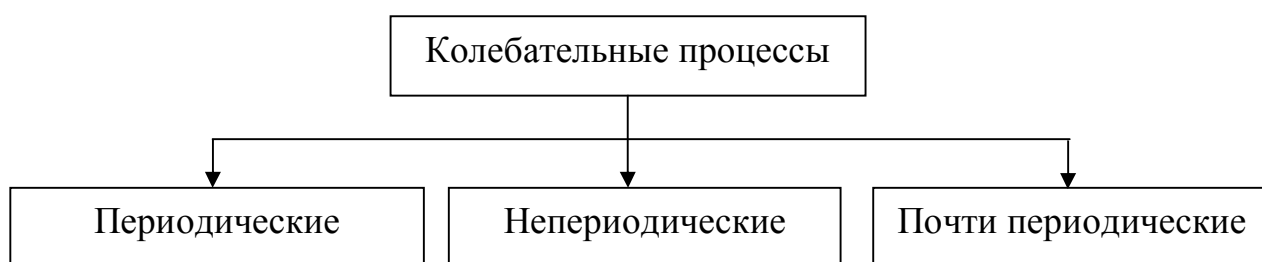 Колебательные процессы
Периодические
Непериодические
Почти периодические